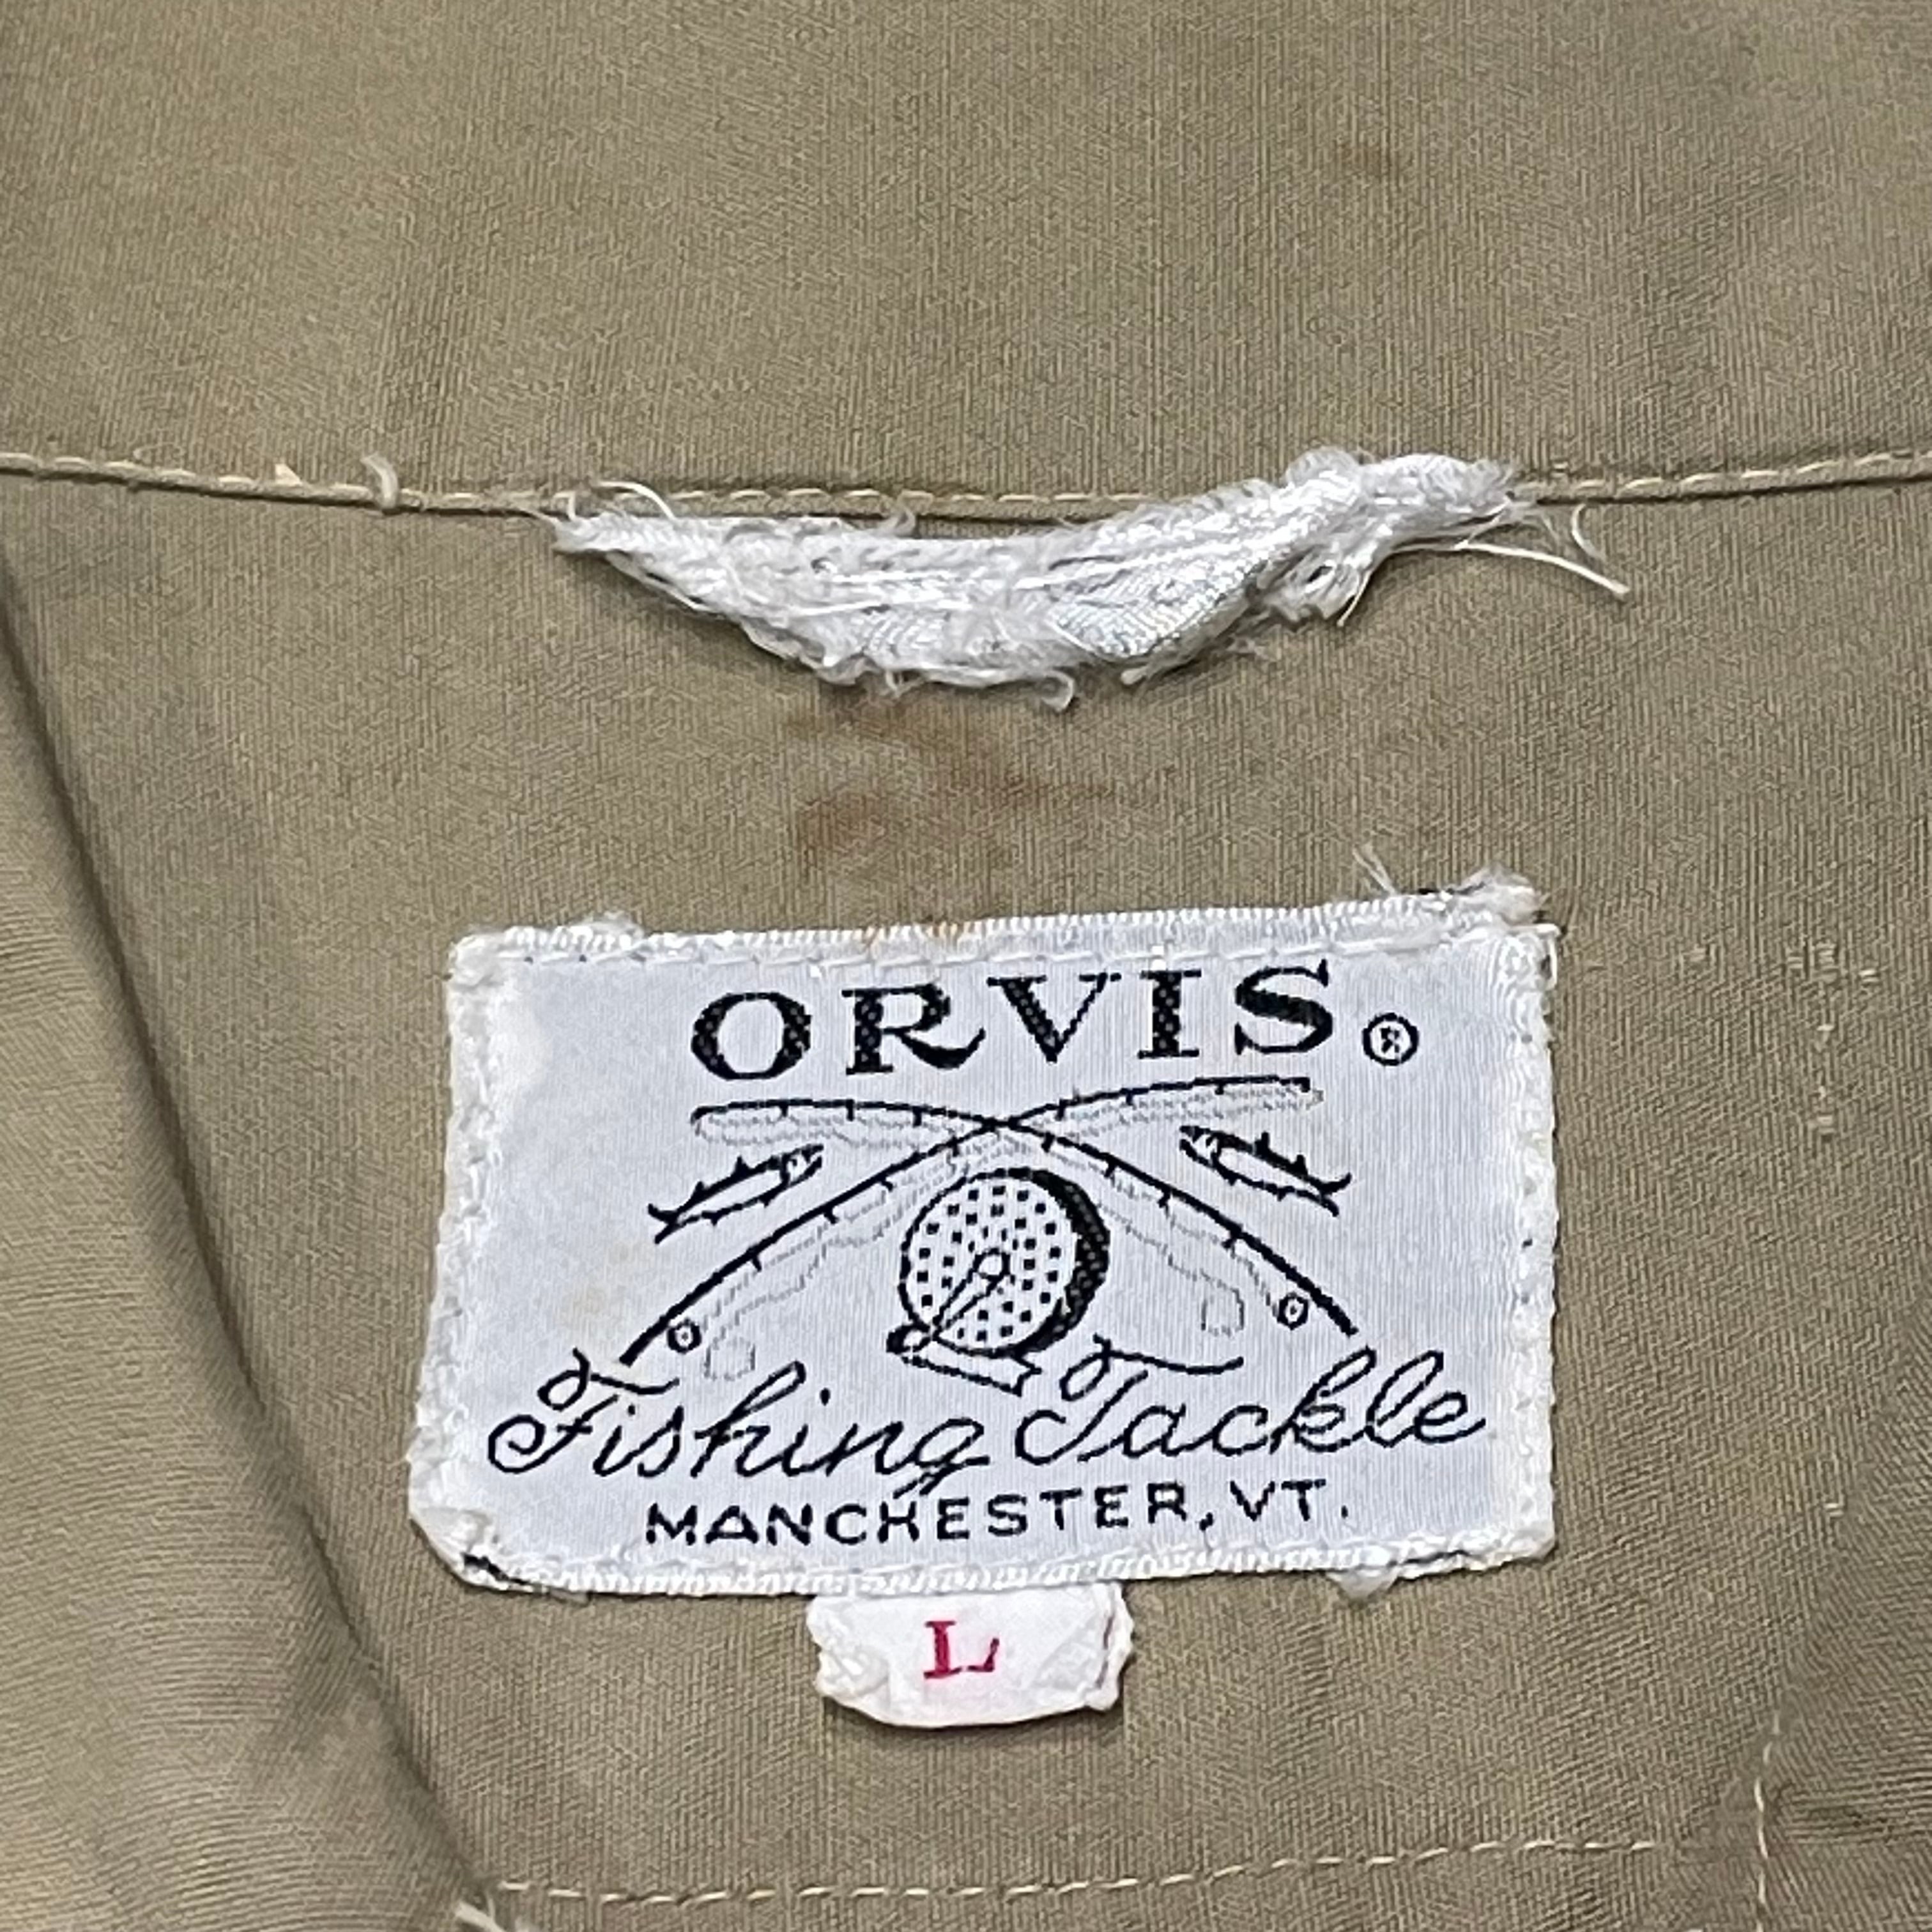 ORVIS®
Fishing Tackle
MANCHESTER, VT.
L